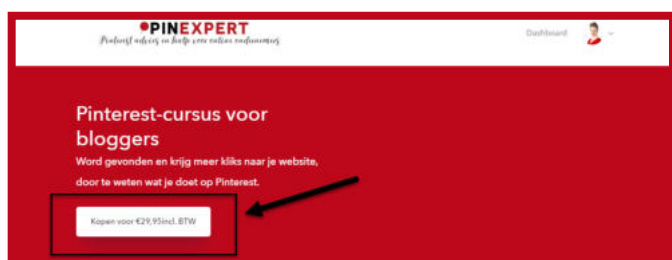 PINEXPERT
Pinterest advies en hulp voor online ondernemers
Dashboard
Pinterest-cursus voor
bloggers
Word gevonden en krijg meer kliks naar je website,
door te weten wat je doet op Pinterest.
Kopen voor €29,95incl. BTW